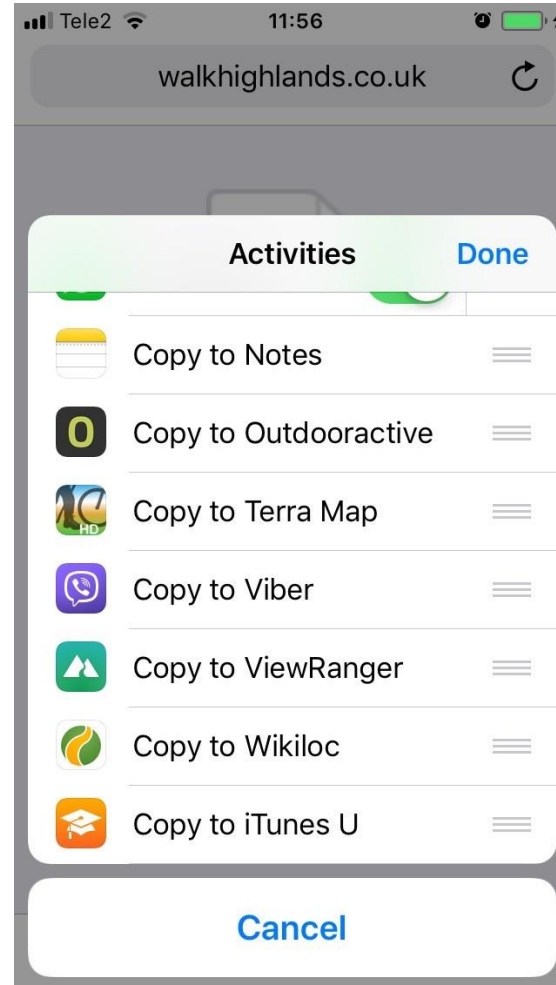 Tele2 11:56
walkhighlands.co.uk
Activities Done
Copy to Notes
O Copy to Outdooractive
HD Copy to Terra Map
Copy to Viber
Copy to ViewRanger
Copy to Wikiloc
Copy to iTunes U
Cancel